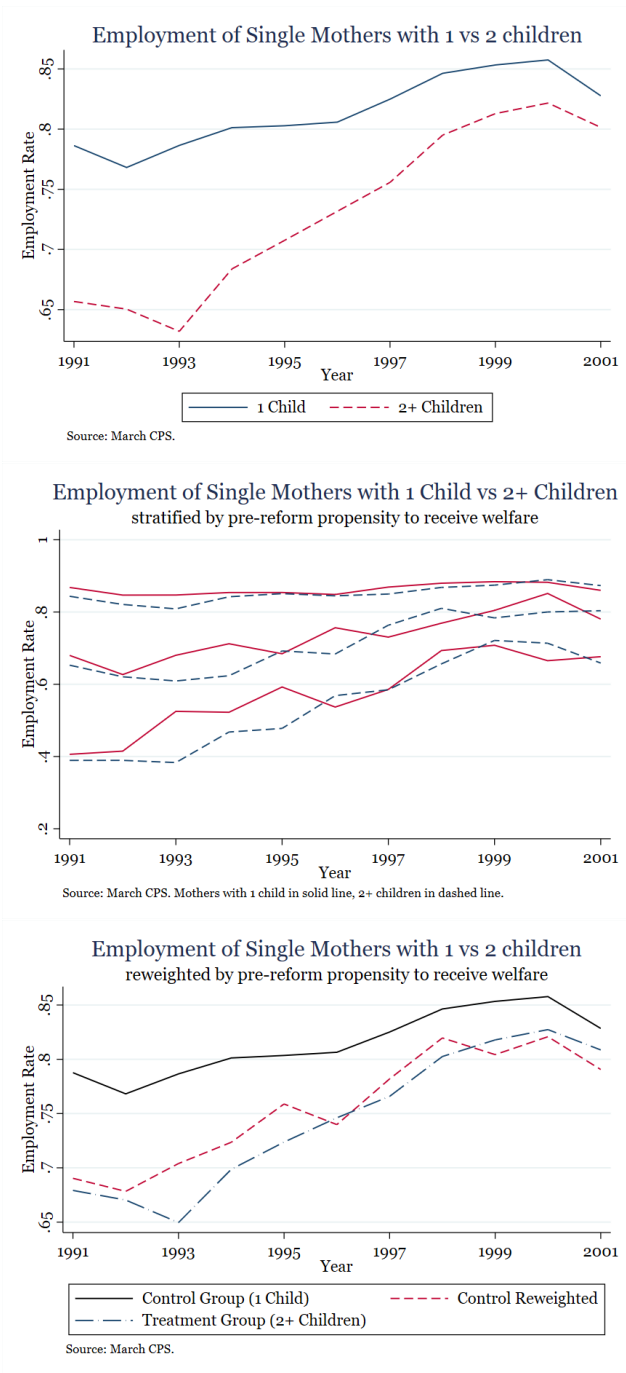 Employment of Single Mothers with 1 vs 2 children
Employment Rate
.85
.8
.75
.7
.65
1991 1993 1995 1997 1999 2001
Year
1 Child 2+ Children
Source: March CPS.
Employment of Single Mothers with 1 Child vs 2+ Children
stratified by pre-reform propensity to receive welfare
Employment Rate
1
.8
.6
.4
.2
1991 1993 1995 1997 1999 2001
Year
Source: March CPS. Mothers with 1 child in solid line, 2+ children in dashed line.
Employment of Single Mothers with 1 vs 2 children
reweighted by pre-reform propensity to receive welfare
Employment Rate
.85
.8
.75
.7
.65
1991 1993 1995 1997 1999 2001
Year
Control Group (1 Child) Control Reweighted
Treatment Group (2+ Children)
Source: March CPS.